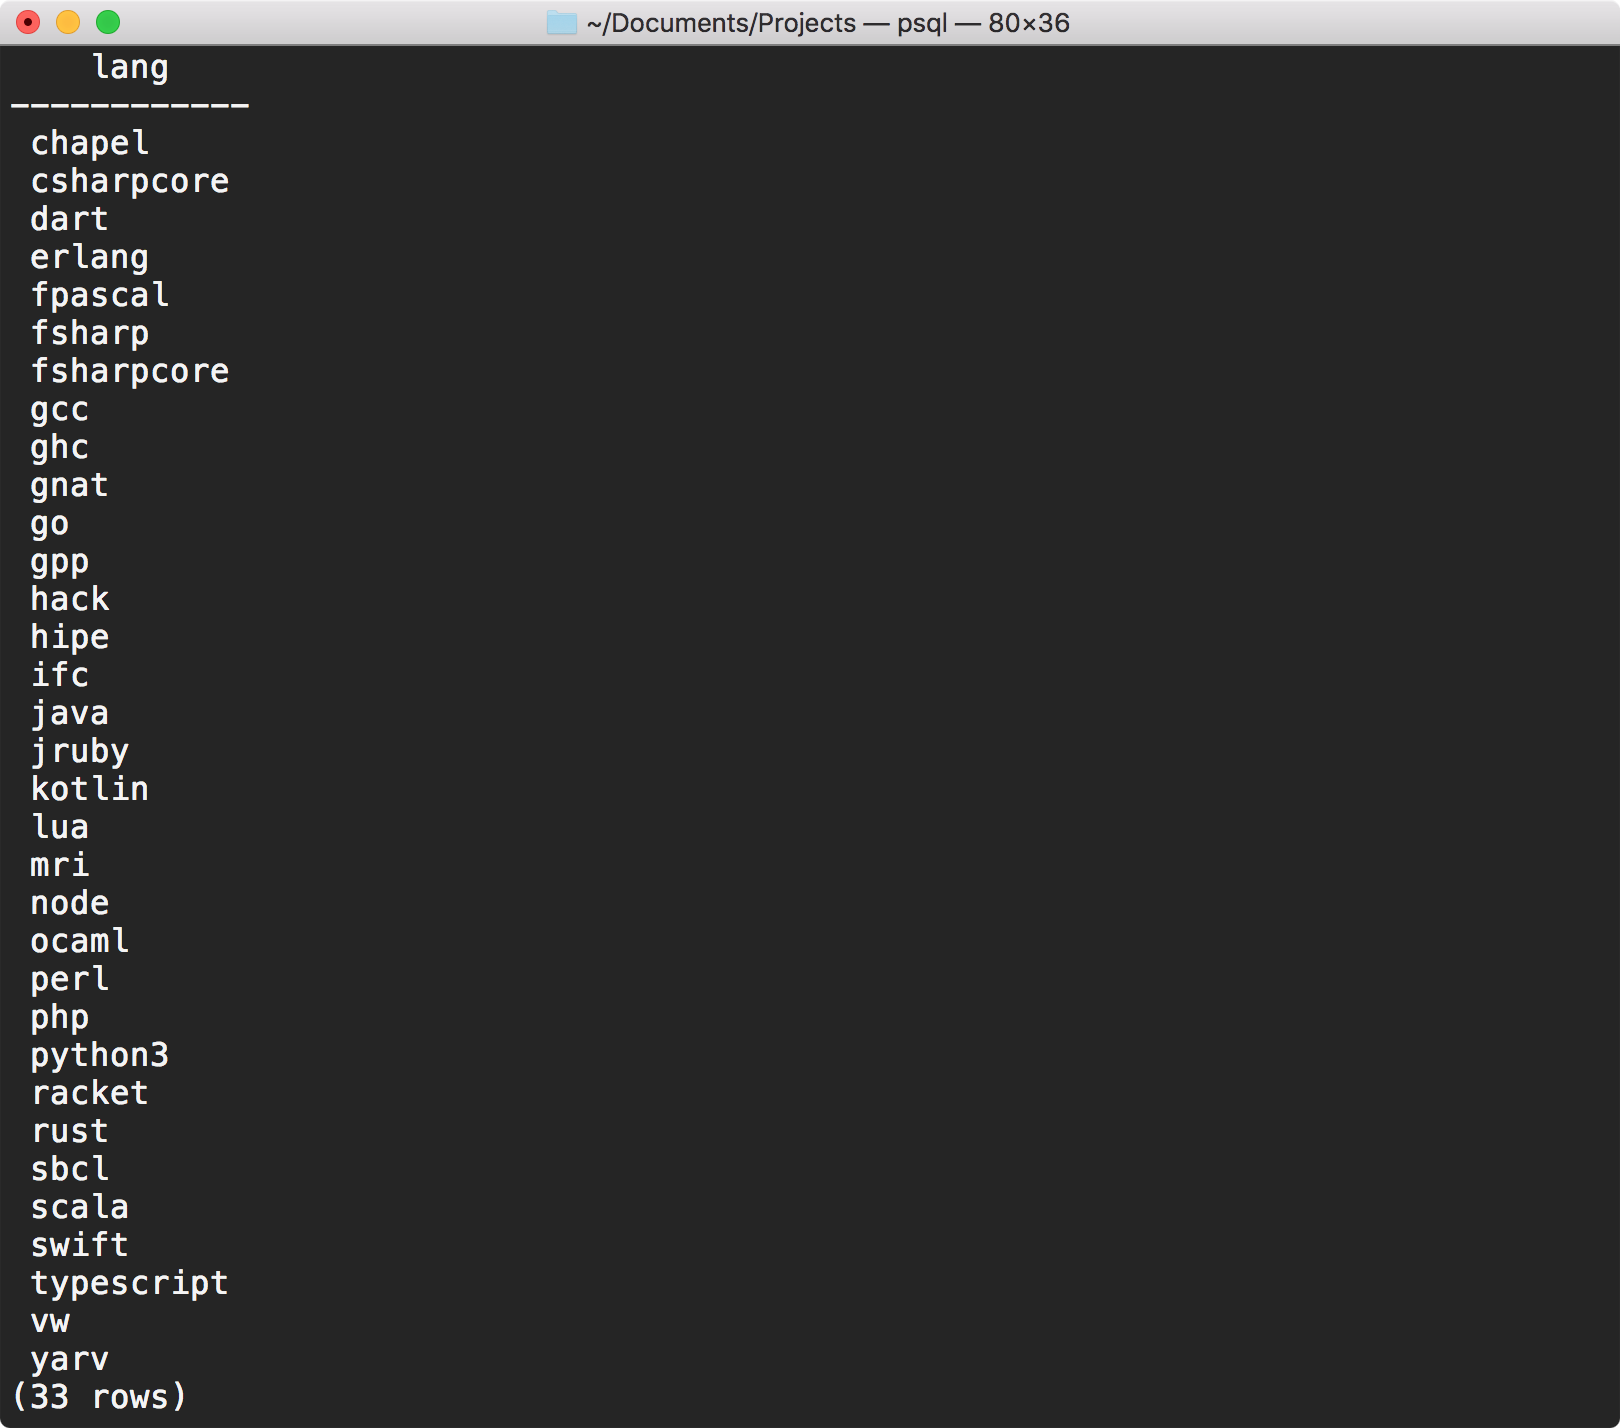 ~/Documents/Projects — psql — 80×36
lang
------------
chapel
csharpcore
dart
erlang
fpascal
fsharp
fsharpcore
gcc
ghc
gnat
go
gpp
hack
hipe
ifc
java
jruby
kotlin
lua
mri
node
ocaml
perl
php
python3
racket
rust
sbcl
scala
swift
typescript
vw
yarv
(33 rows)